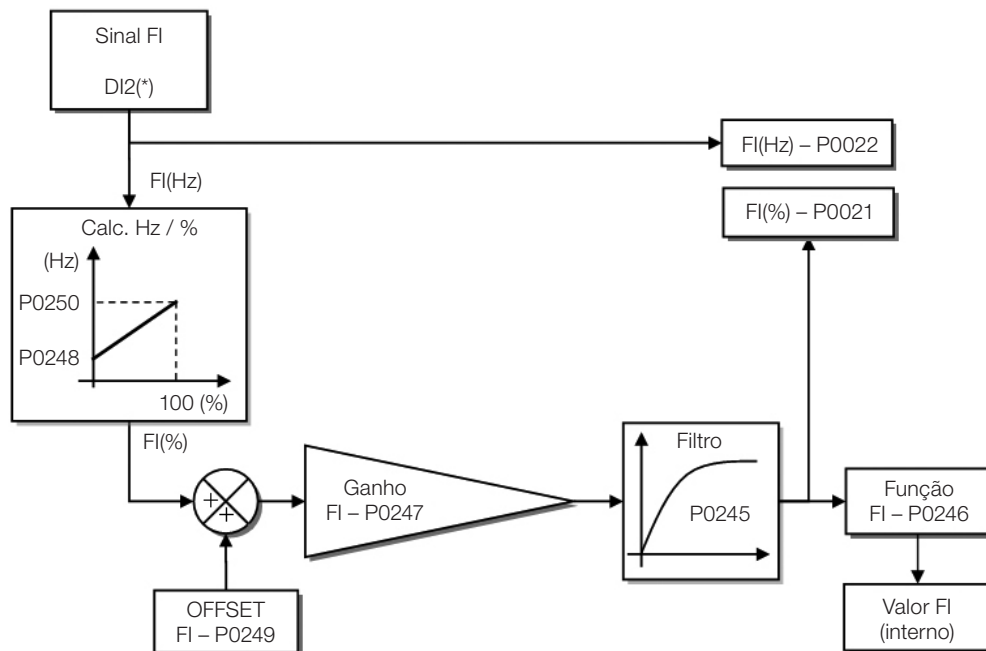 Sinal FI
DI2(*)
FI(Hz) – P0022
FI(Hz)
FI(%) – P0021
Calc. Hz / %
(Hz)
P0250
P0248
100 (%)
FI(%)
Filtro
P0245
Ganho
FI – P0247
Função
FI – P0246
+
+
OFFSET
FI – P0249
Valor FI
(interno)